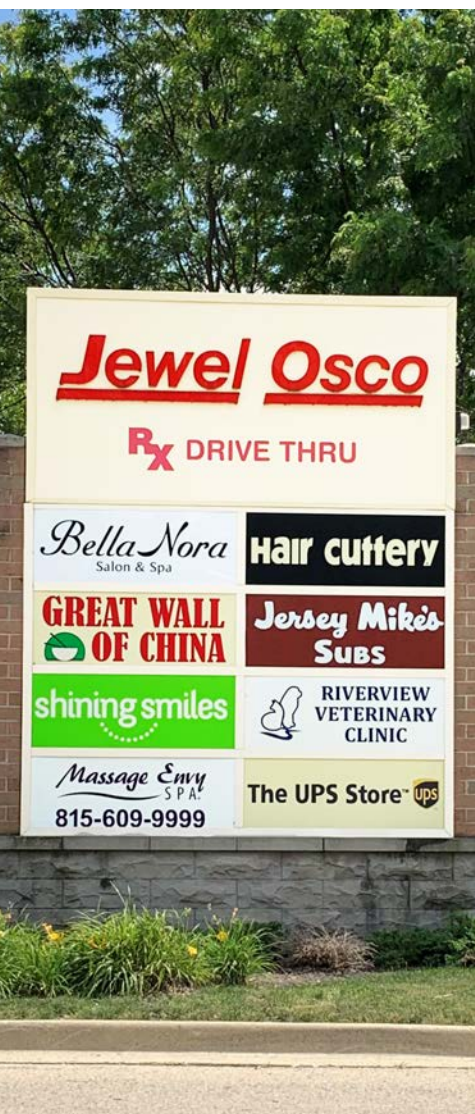 Jewel Osco
RX DRIVE THRU
Bella Nora
Salon & Spa
Hair Cuttery
GREAT WALL
OF CHINA
Jersey Mike's
SUBS
shining smiles
RIVERVIEW
VETERINARY
CLINIC
Massage Envy
SPA.
815-609-9999
The UPS Store™ ups